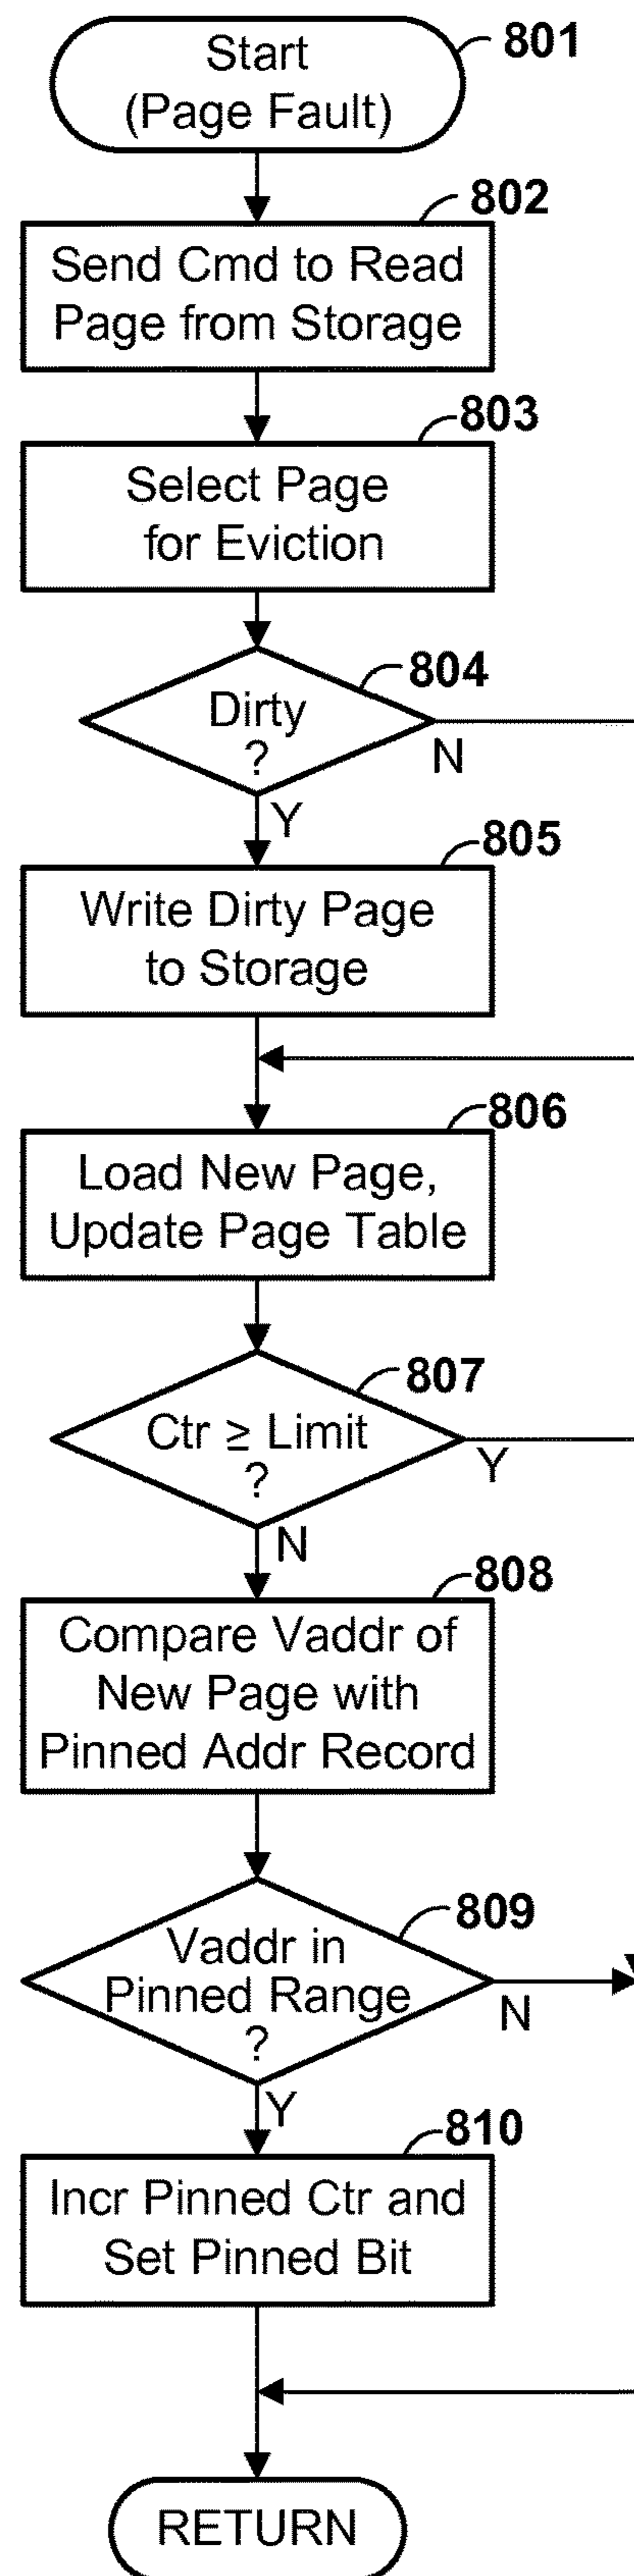 801
Start
(Page Fault)
802
Send Cmd to Read
Page from Storage
803
Select Page
for Eviction
804
Dirty
?
N
Y
805
Write Dirty Page
to Storage
806
Load New Page,
Update Page Table
807
Ctr ≥ Limit
?
Y
N
808
Compare Vaddr of
New Page with
Pinned Addr Record
809
Vaddr in
Pinned Range
?
N
Y
810
Incr Pinned Ctr and
Set Pinned Bit
RETURN